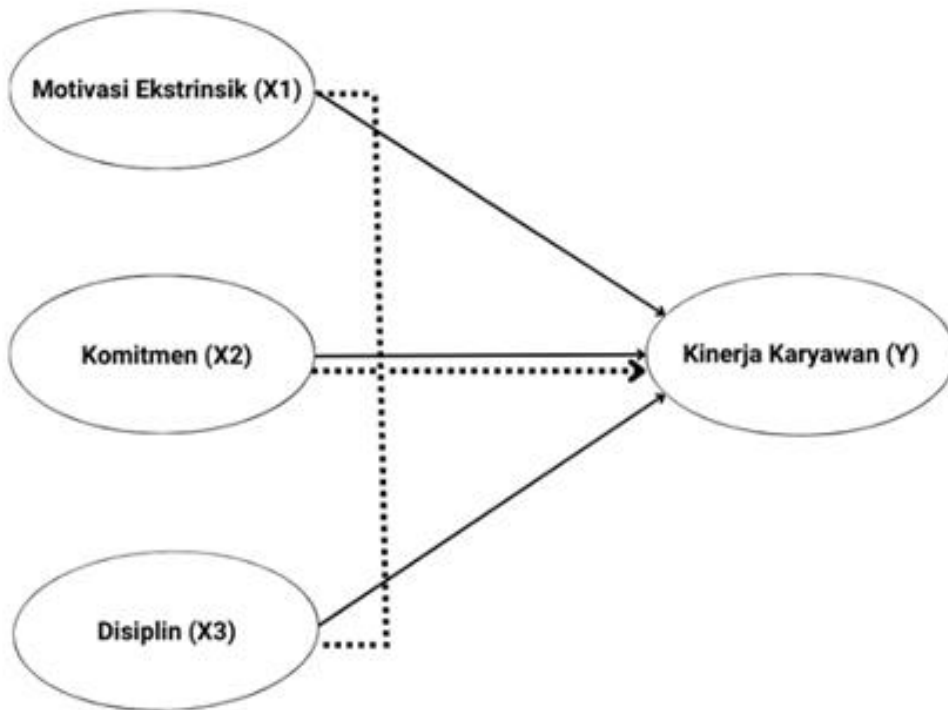 Motivasi Ekstrinsik (X1)
Komitmen (X2)
Kinerja Karyawan (Y)
Disiplin (X3)